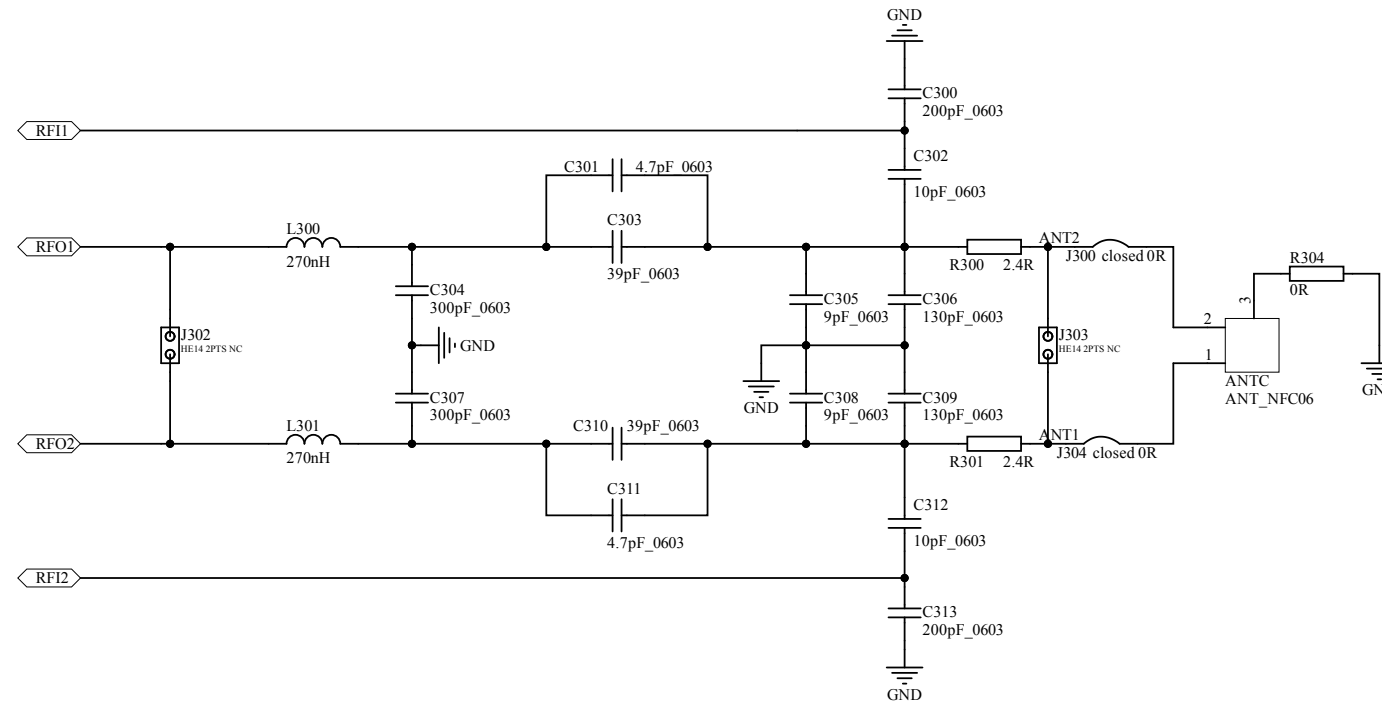 GND
C300
200pF_0603
RFI1
C302
10pF_0603
C301 4.7pF_0603
C303
39pF_0603
L300
270nH
RFO1
ANT2
R300 2.4R
J300 closed 0R
R304
0R
3
C304
300pF_0603
C305
9pF_0603
C306
130pF_0603
J302
HE14 2PTS NC
GND
J303
HE14 2PTS NC
2
1
ANTC
ANT_NFC06
GND
GN
C307
300pF_0603
C308
9pF_0603
C309
130pF_0603
RFO2
L301
270nH
C310 39pF_0603
C311
4.7pF_0603
R301 2.4R
ANT1
J304 closed 0R
C312
10pF_0603
RFI2
C313
200pF_0603
GND